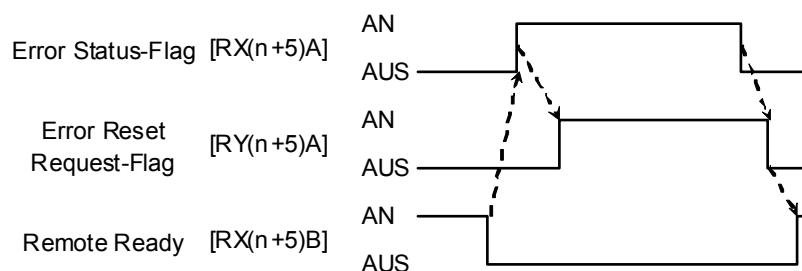 AN
Error Status-Flag [RX(n+5)A]
AUS
AN
Error Reset
Request-Flag [RY(n+5)A]
AUS
AN
Remote Ready [RX(n+5)B]
AUS